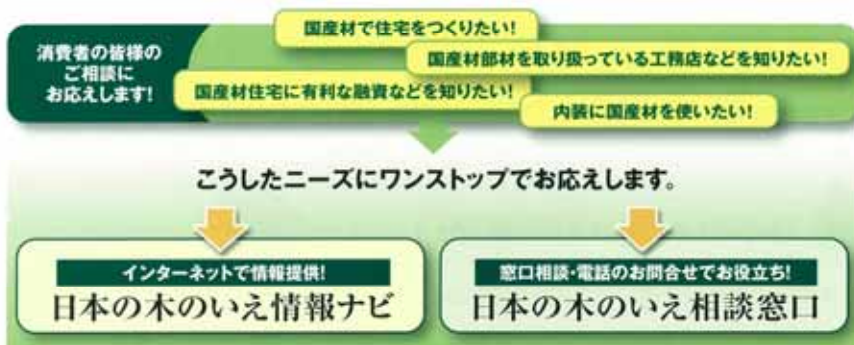 消費者の皆様の
ご相談に
お応えします!
国産材で住宅をつくりたい!
国産材部材を取り扱っている工務店などを知りたい!
国産材住宅に有利な融資などを知りたい!
内装に国産材を使いたい!
こうしたニーズにワンストップでお応えします。
インターネットで情報提供!
日本の木のいえ情報ナビ
窓口相談・電話のお問合せでお役立ち!
日本の木のいえ相談窓口